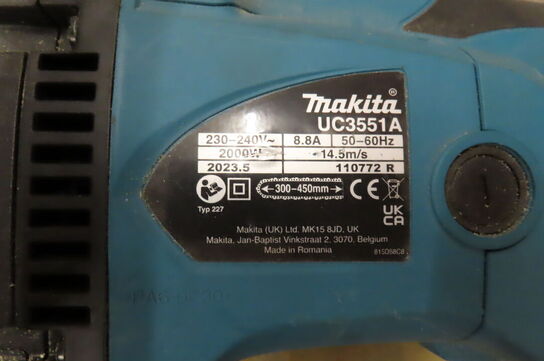 makita®
UC3551A
230-240V~ 8.8A 50-60Hz
2000W 14.5m/s
2023.5 110772 R
300-450mm
CE
UK
CA
Typ 227
Makita (UK) Ltd. MK15 8JD, UK
Makita, Jan-Baptist Vinkstraat 2, 3070, Belgium
Made in Romania